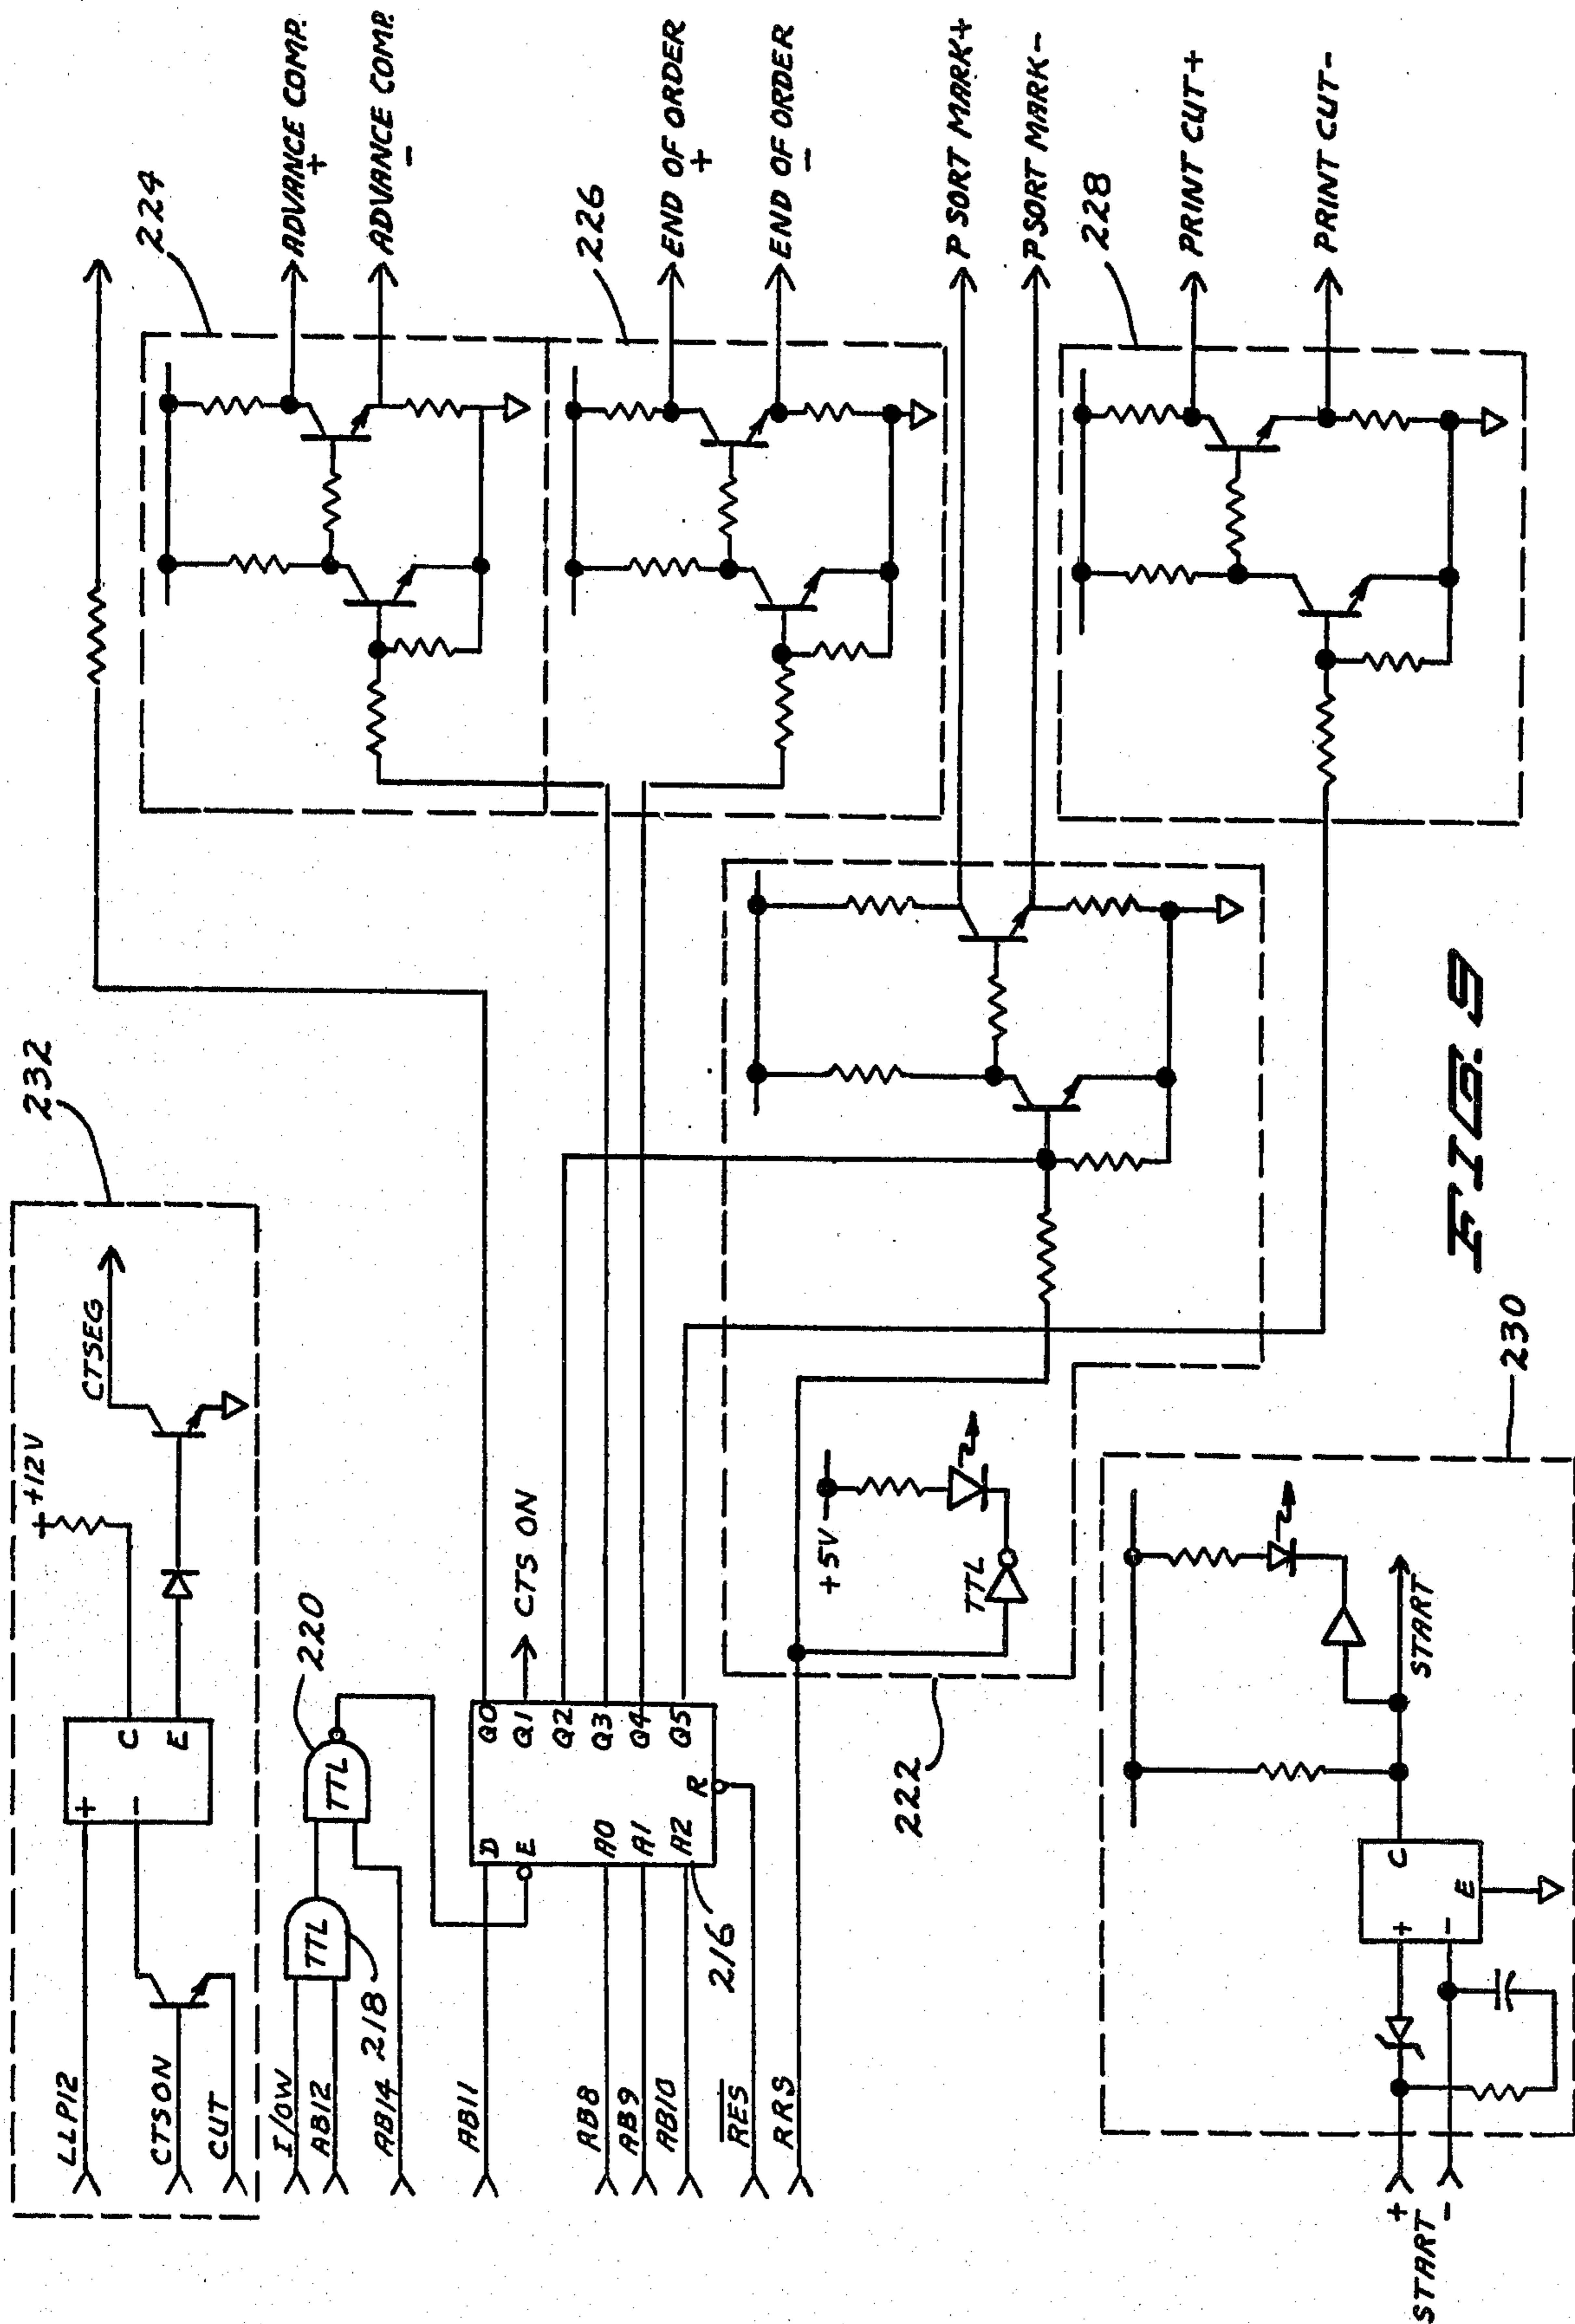 232
LLP12
CTSON
CUT
+
-
C
E
+12V
CTSEG
I/OW
AB12
AB14
TTL
218
TTL
220
AB11
AB8
AB9
AB10
RES
RRS
D
E
A0
A1
A2
R
Q0
Q1
Q2
Q3
Q4
Q5
216
CTS ON
222
+5V
TTL
224
ADVANCE COMP.
+
ADVANCE COMP.
-
226
END OF ORDER
+
END OF ORDER
-
P SORT MARK+
P SORT MARK-
228
PRINT CUT+
PRINT CUT-
+
START
-
+
-
C
E
START
230
FIG. 9